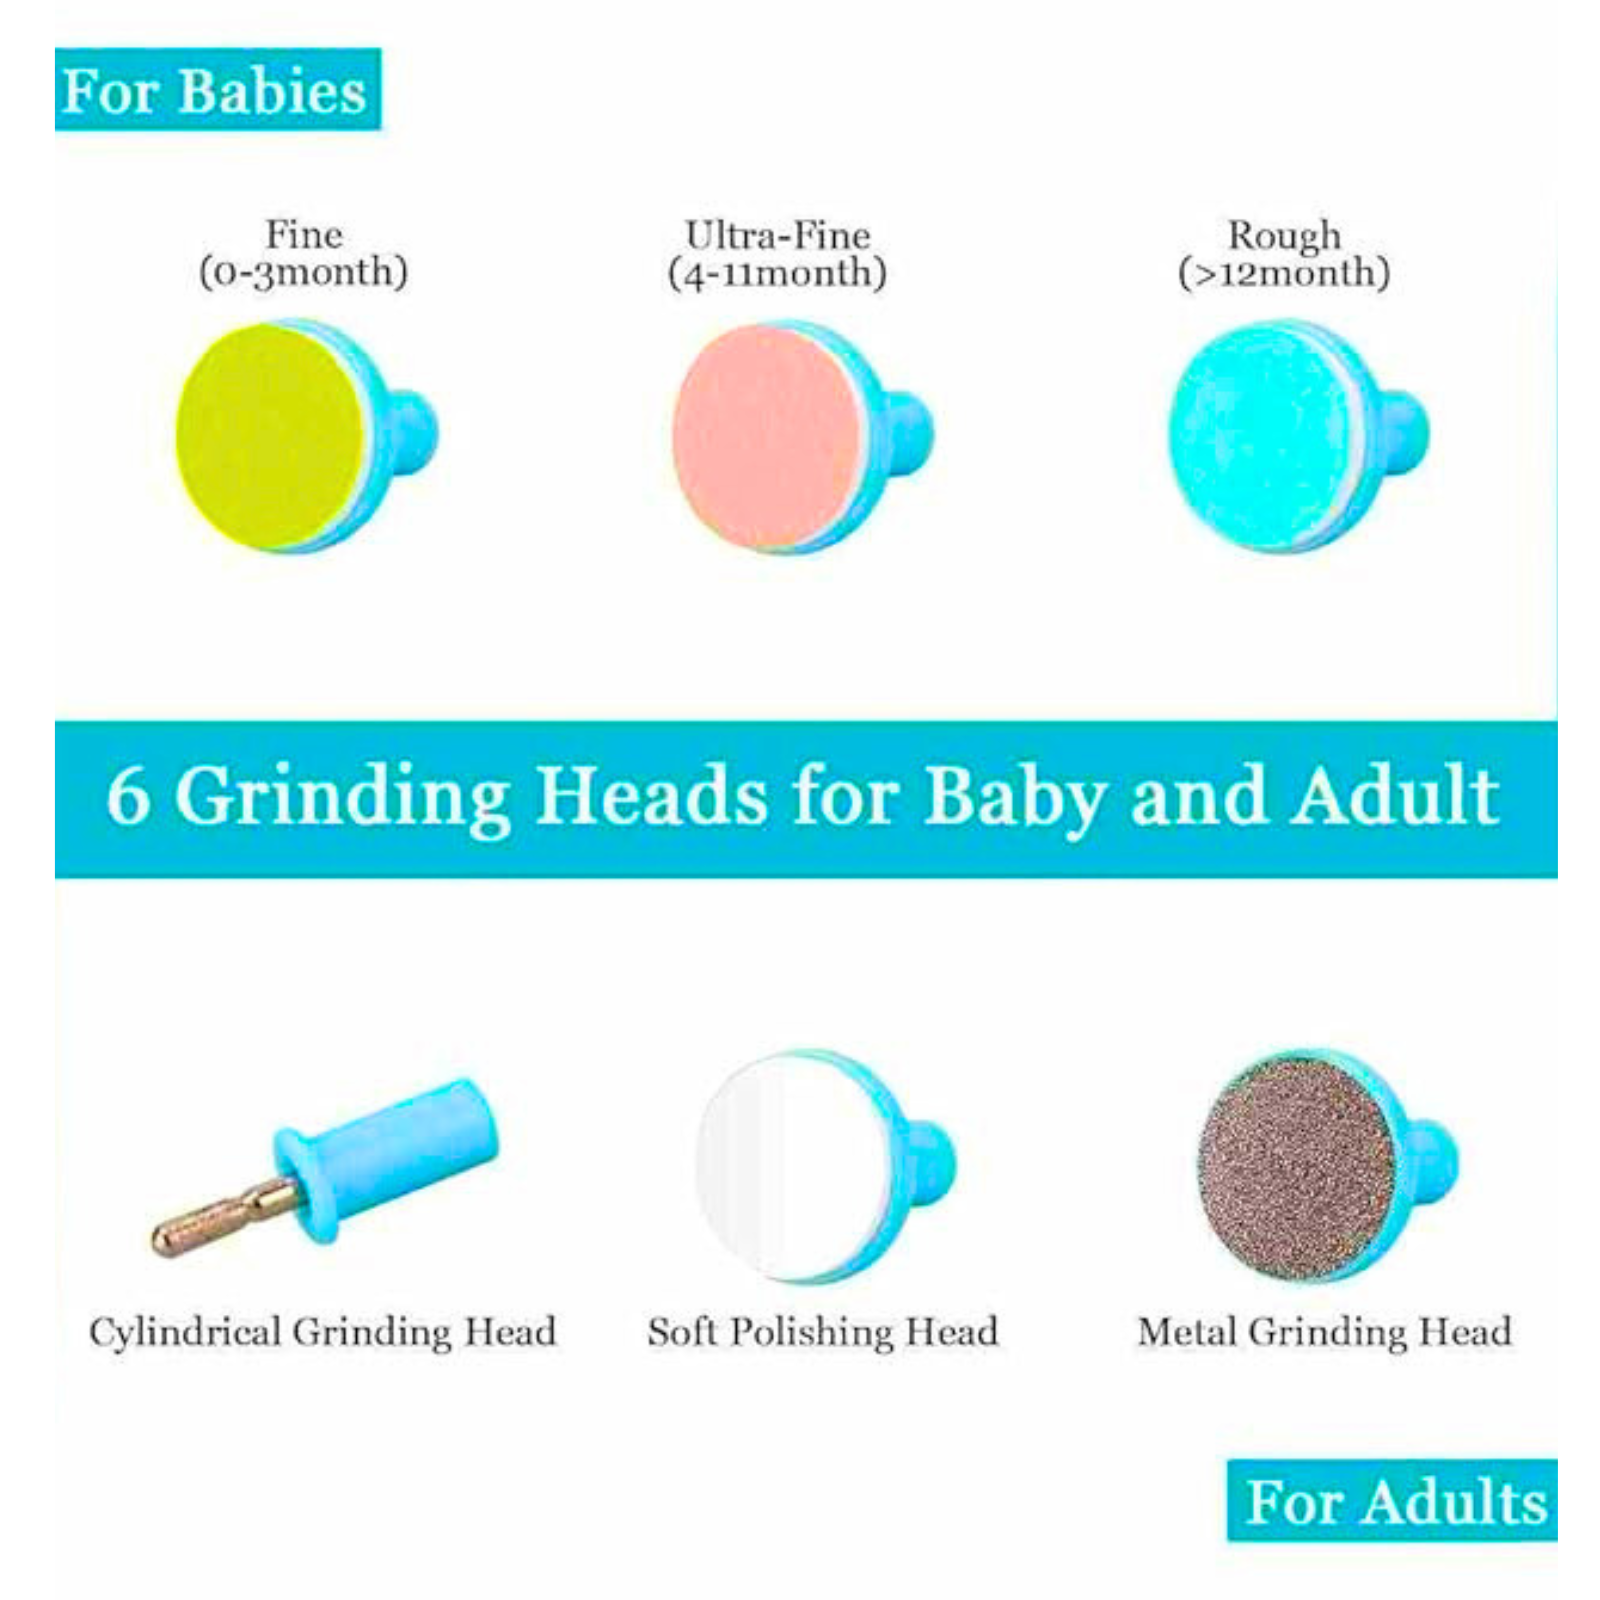 For Babies
Fine
(0-3month)
Ultra-Fine
(4-11month)
Rough
(>12month)
6 Grinding Heads for Baby and Adult
Cylindrical Grinding Head
Soft Polishing Head
Metal Grinding Head
For Adults